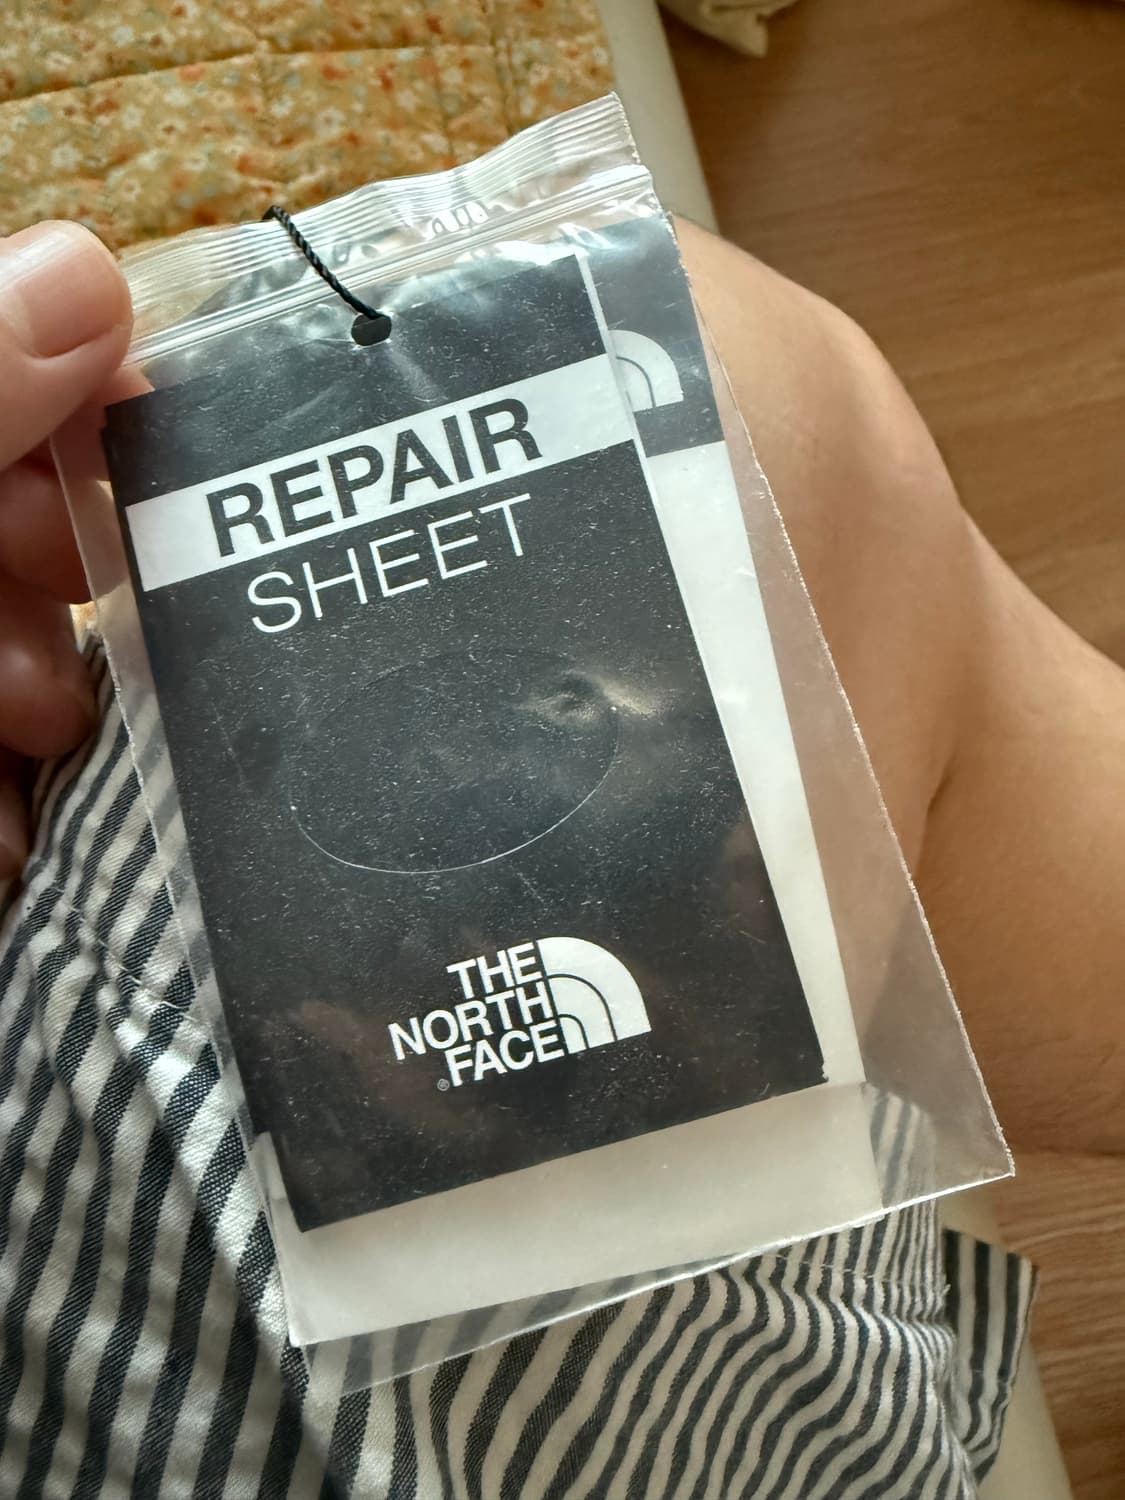 REPAIR
SHEET
THE
NORTH
FACE
®